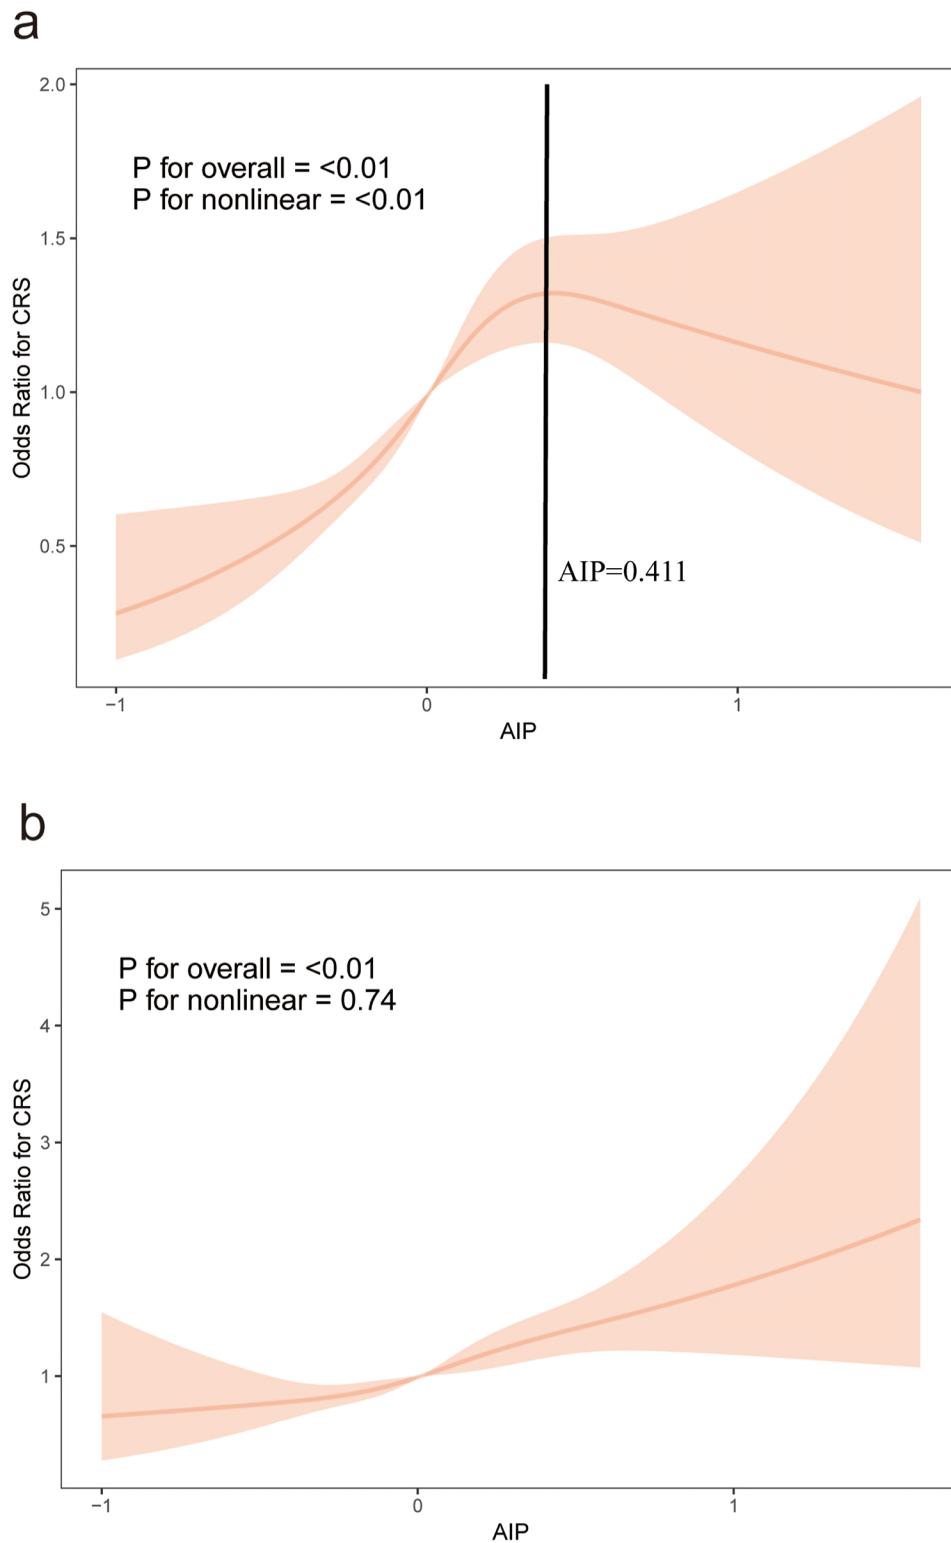 a
2.0
1.5
1.0
0.5
Odds Ratio for CRS
P for overall = <0.01
P for nonlinear = <0.01
AIP=0.411
−1
0
1
AIP
b
5
4
3
2
1
Odds Ratio for CRS
P for overall = <0.01
P for nonlinear = 0.74
−1
0
1
AIP